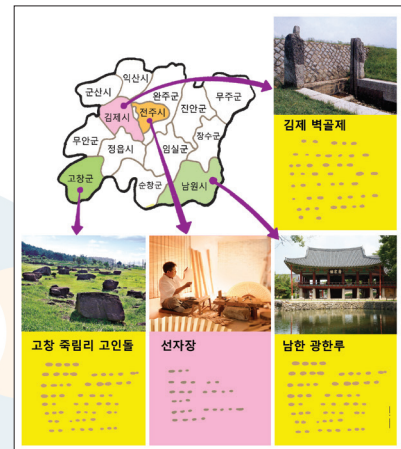 익산시
군산시
완주군
무주군
김제시
전주시
진안군
무안군
정읍시
임실군
장수군
고장군
순창군
남원시
김제 벽골제
고창 죽림리 고인돌
선자장
남한 광한루